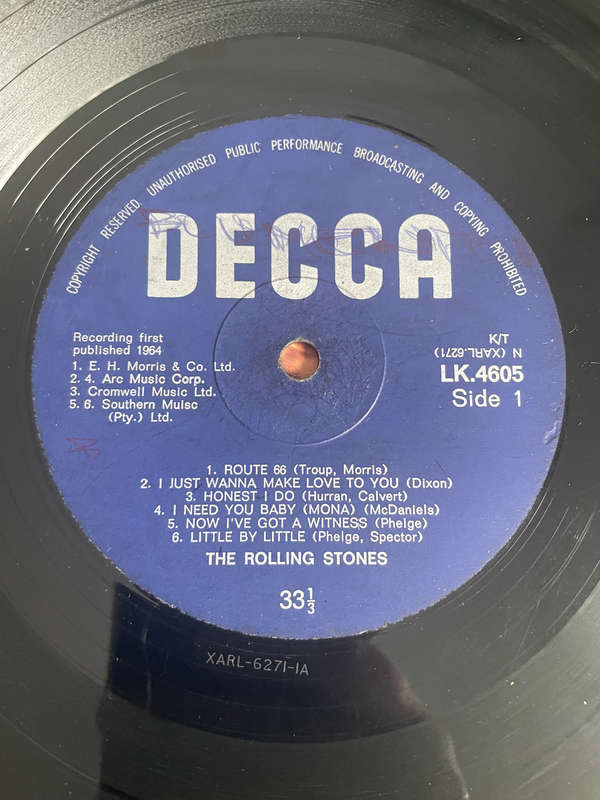 COPYRIGHT RESERVED UNAUTHORISED PUBLIC PERFORMANCE BROADCASTING AND COPYING PROHIBITED
DECCA
Recording first
published 1964
1. E. H. Morris & Co. Ltd.
2. 4. Arc Music Corp.
3. Cromwell Music Ltd.
5. 6. Southern Muisc
(Pty.) Ltd.
K/T
N (XARL.6271)
LK.4605
Side 1
1. ROUTE 66 (Troup, Morris)
2. I JUST WANNA MAKE LOVE TO YOU (Dixon)
3. HONEST I DO (Hurran, Calvert)
4. I NEED YOU BABY (MONA) (McDaniels)
5. NOW I'VE GOT A WITNESS (Phelge)
6. LITTLE BY LITTLE (Phelge, Spector)
THE ROLLING STONES
33⅓
XARL-6271-1A